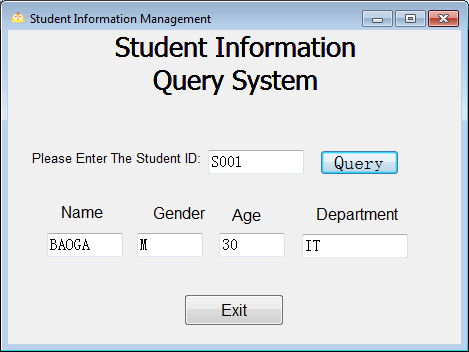 Student Information Management
Student Information
Query System
Please Enter The Student ID: S001 Query
Name Gender Age Department
BAOGA M 30 IT
Exit